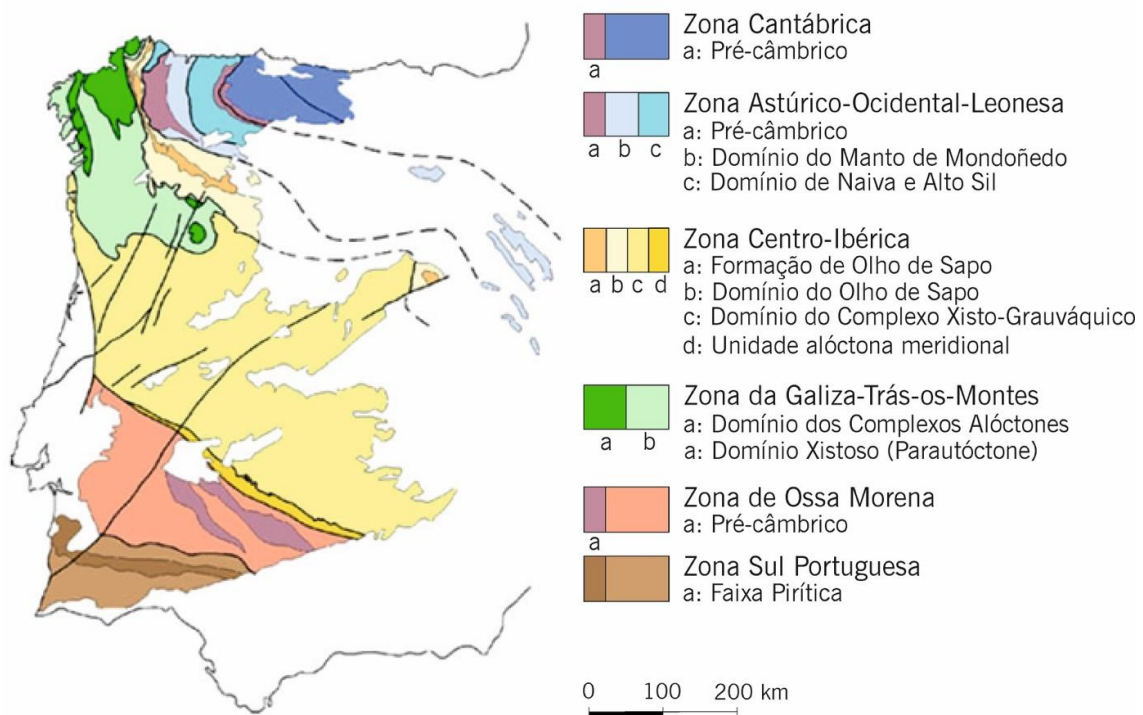 Zona Cantábrica
a: Pré-câmbrico
a
Zona Astúrico-Ocidental-Leonesa
a: Pré-câmbrico
b: Domínio do Manto de Mondoñedo
c: Domínio de Naiva e Alto Sil
a b c
Zona Centro-Ibérica
a: Formação de Olho de Sapo
b: Domínio do Olho de Sapo
c: Domínio do Complexo Xisto-Grauváquico
d: Unidade alóctona meridional
a b c d
Zona da Galiza-Trás-os-Montes
a: Domínio dos Complexos Alóctones
a: Domínio Xistoso (Parautóctone)
a b
Zona de Ossa Morena
a: Pré-câmbrico
a
Zona Sul Portuguesa
a: Faixa Pirítica
0 100 200 km